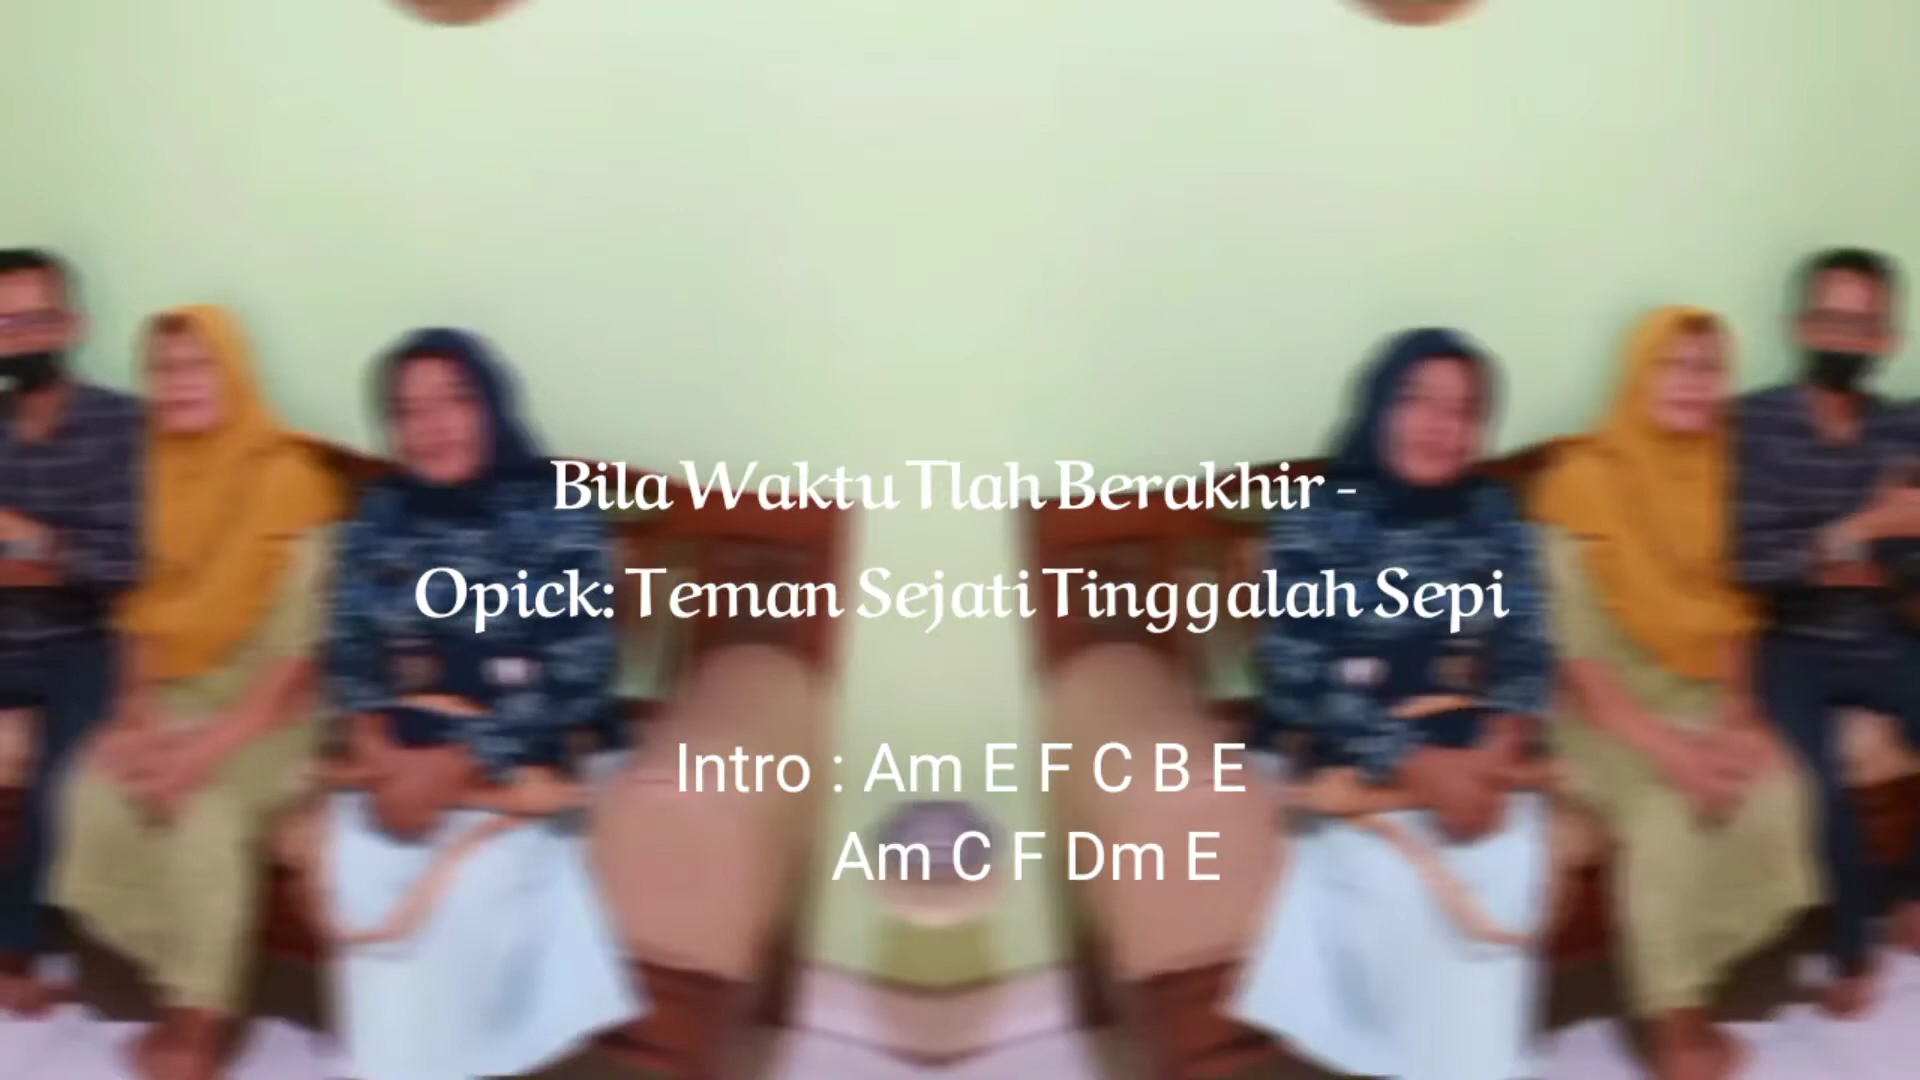 Bila Waktu Tlah Berakhir -
Opick: Teman Sejati Tinggalah Sepi
Intro : Am E F C B E
Am C F Dm E